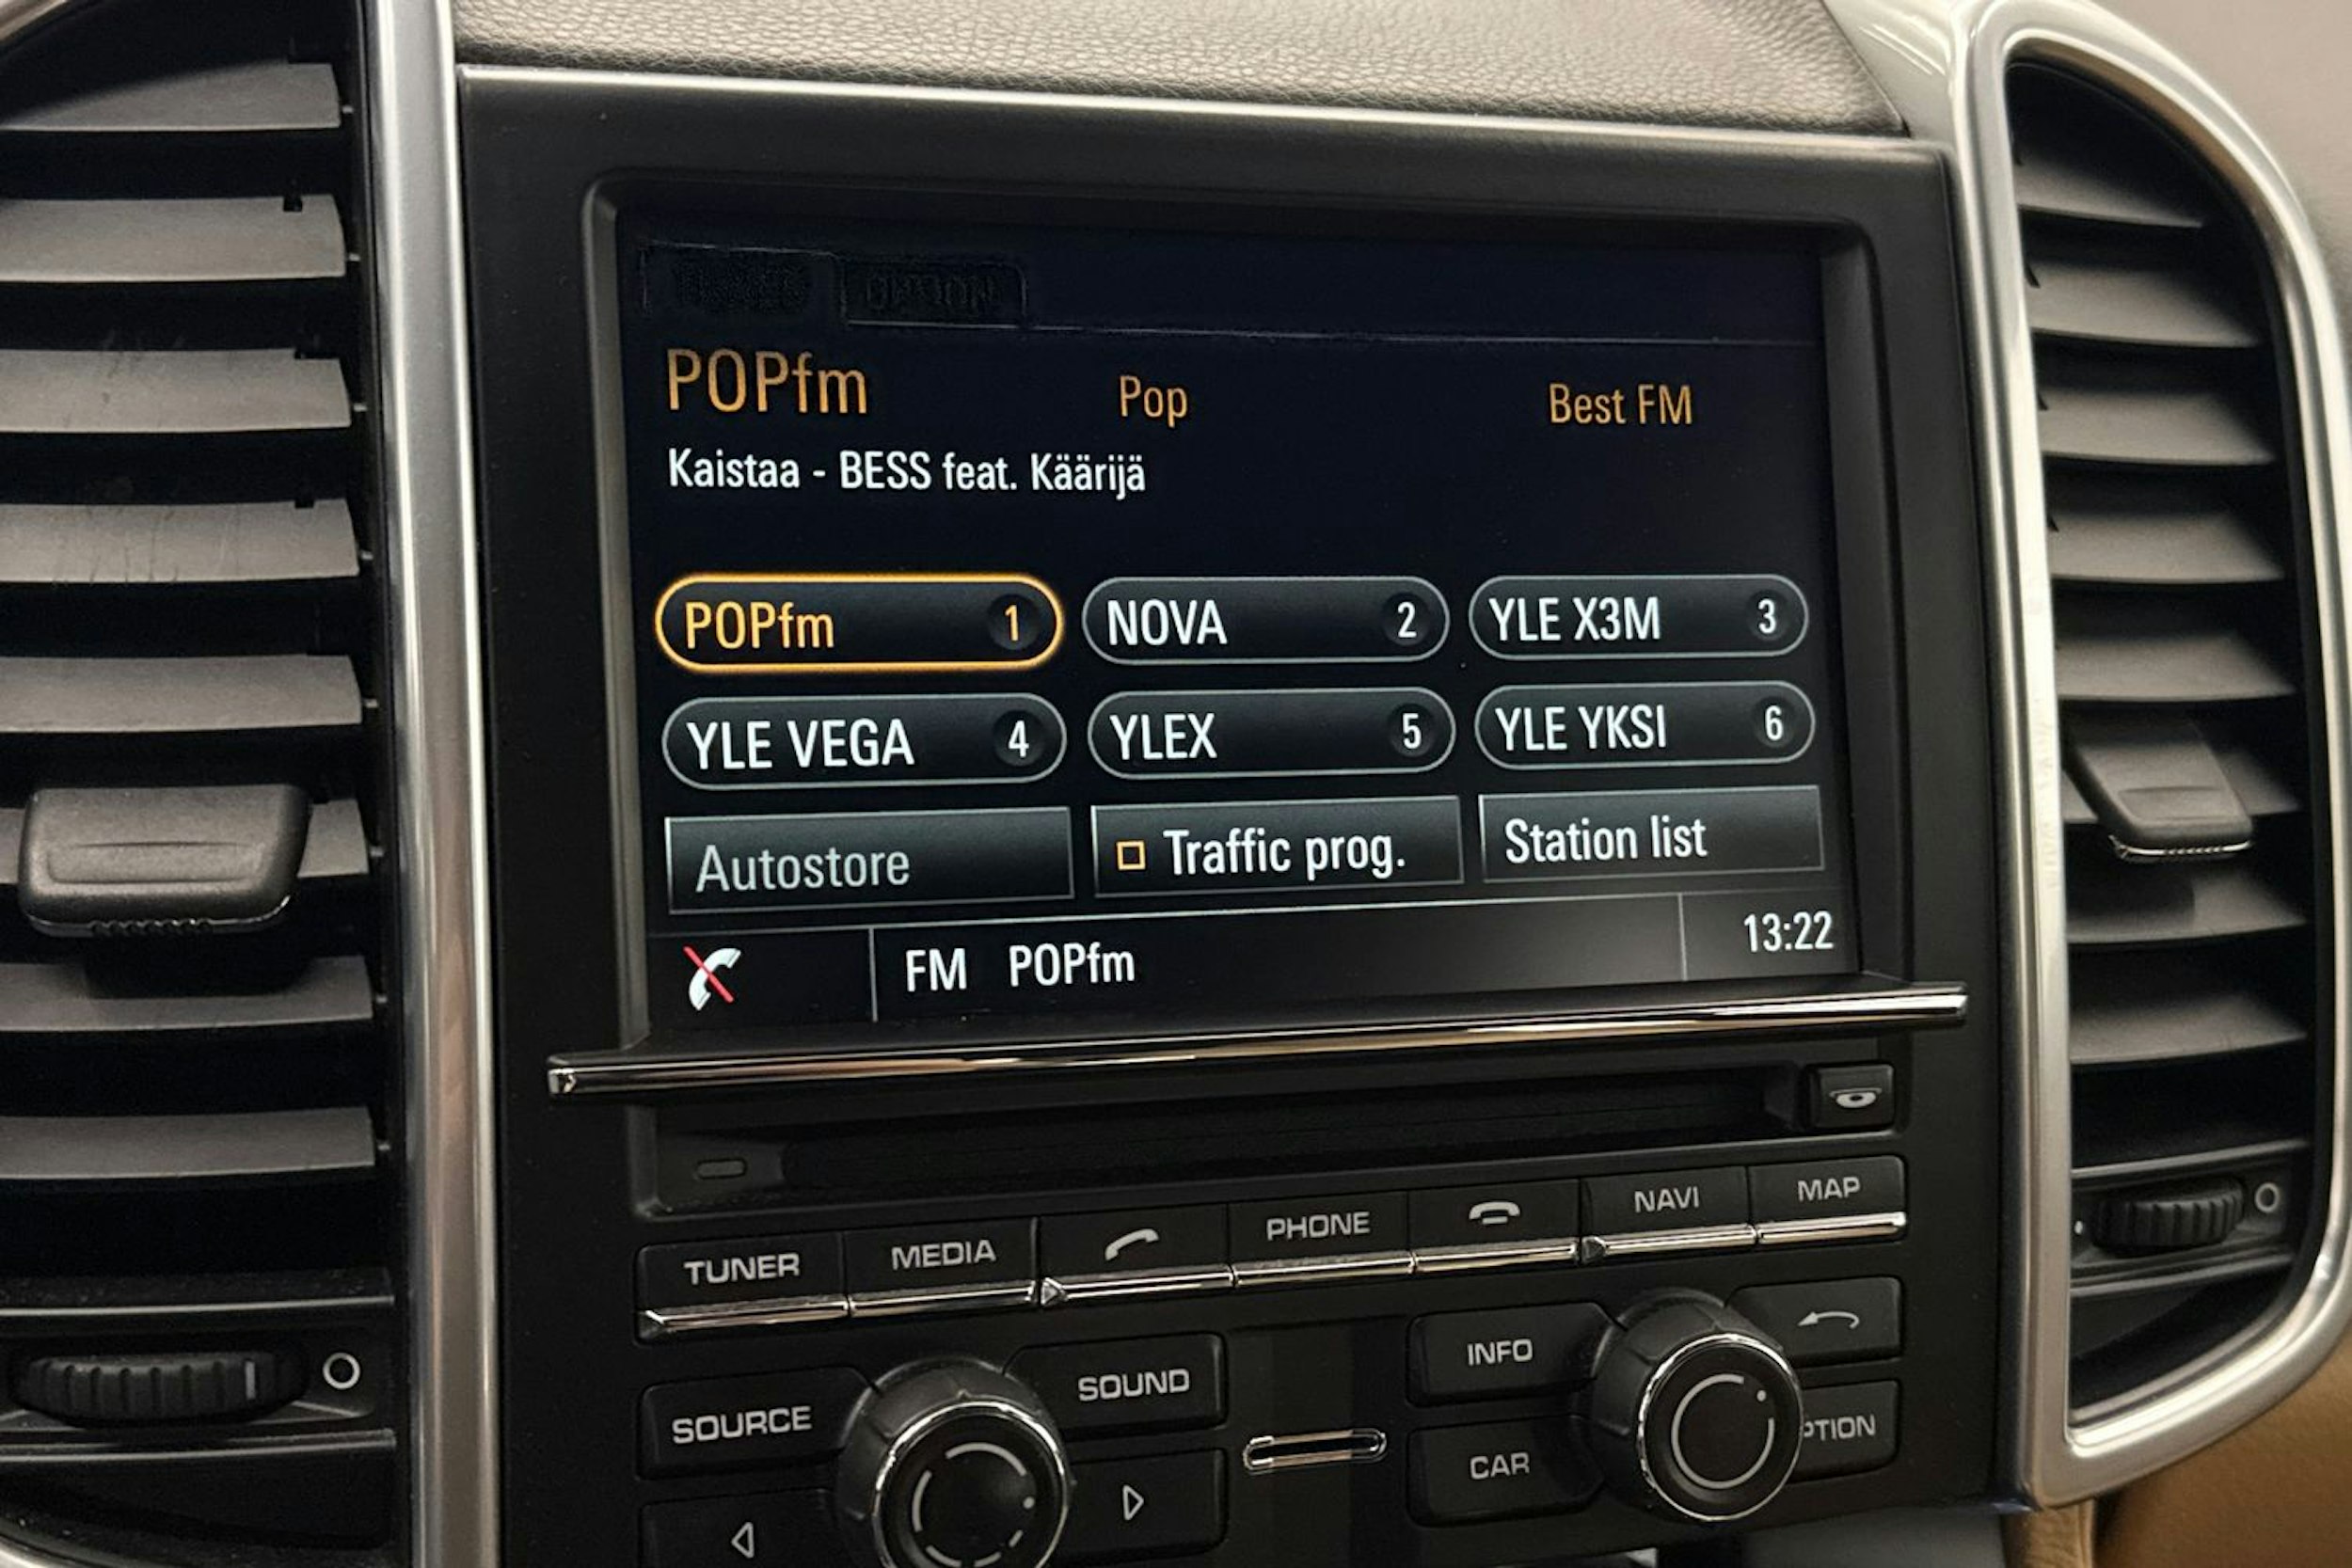 POPfm Pop Best FM
Kaistaa - BESS feat. Käärijä
POPfm 1 NOVA 2 YLE X3M 3
YLE VEGA 4 YLEX 5 YLE YKSI 6
Autostore Traffic prog. Station list
FM POPfm 13:22
TUNER MEDIA PHONE NAVI MAP
SOURCE SOUND INFO
CAR PTION